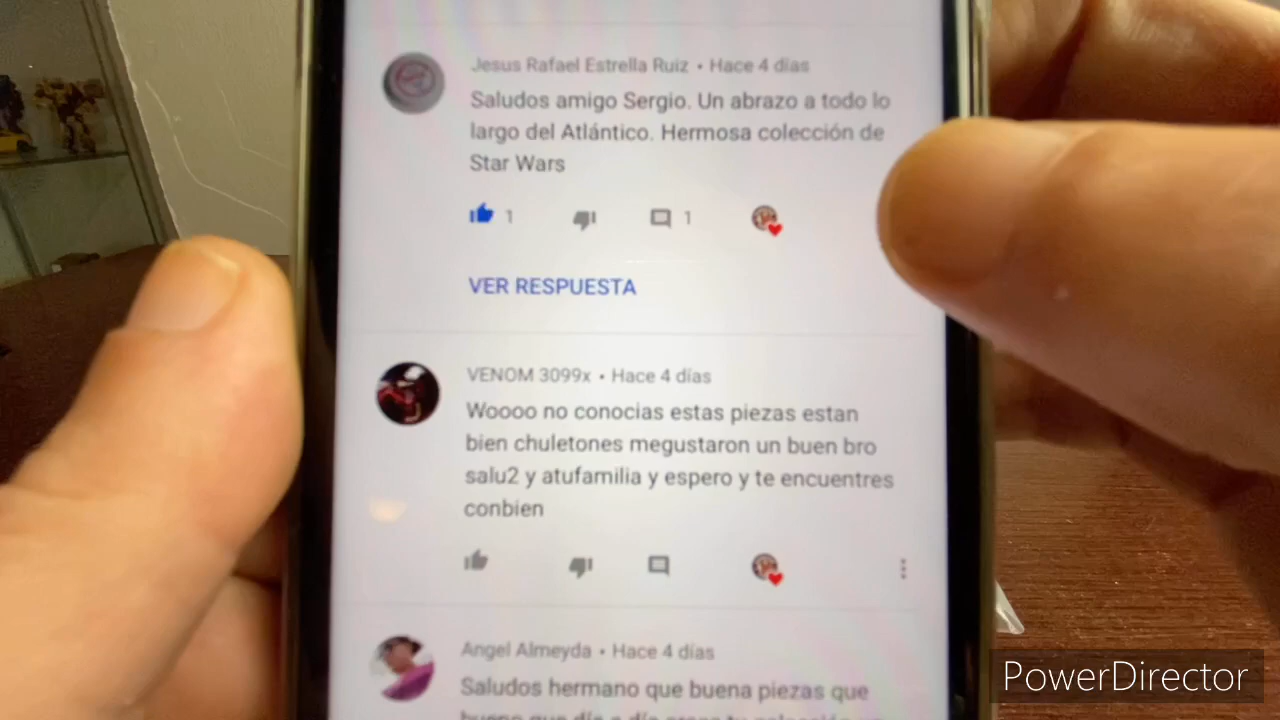 Jesus Rafael Estrella Ruiz • Hace 4 días
Saludos amigo Sergio. Un abrazo a todo lo
largo del Atlántico. Hermosa colección de
Star Wars
1
1
VER RESPUESTA
VENOM 3099x • Hace 4 días
Woooo no conocias estas piezas estan
bien chuletones megustaron un buen bro
salu2 y atufamilia y espero y te encuentres
conbien
Angel Almeyda • Hace 4 días
Saludos hermano que buena piezas que
PowerDirector